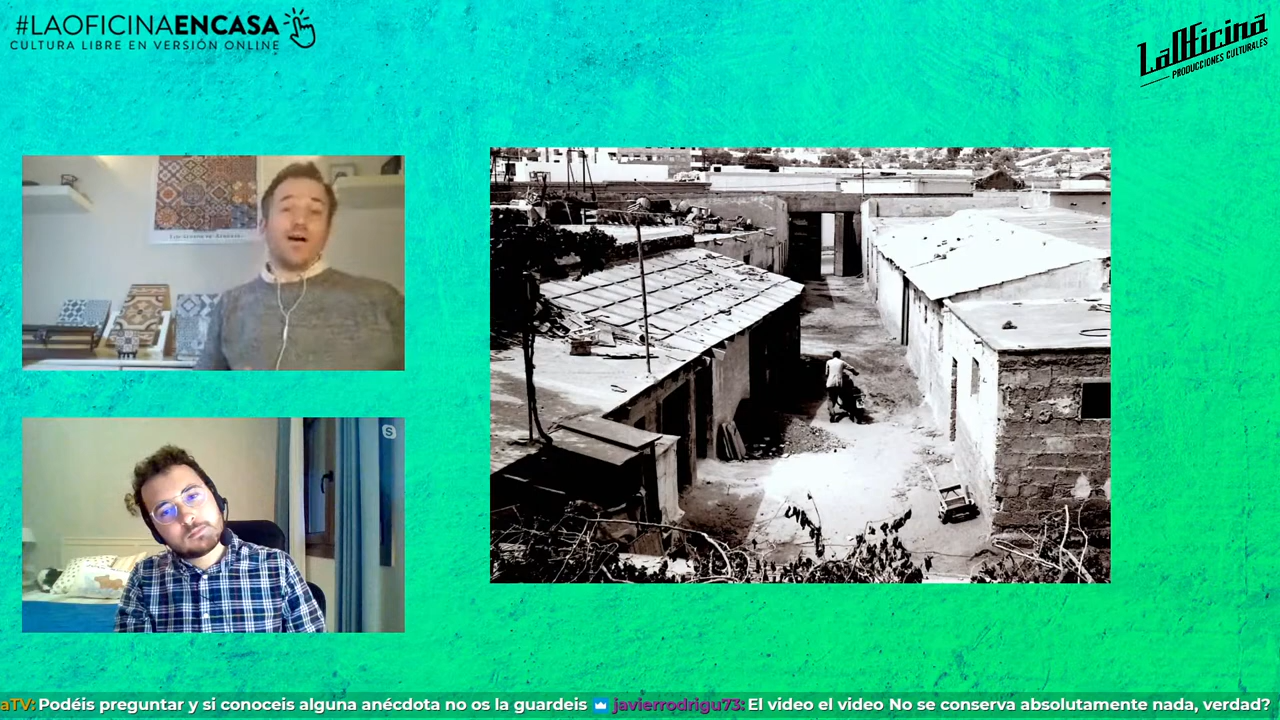 #LAOFICINAENCASA
CULTURA LIBRE EN VERSIÓN ONLINE
LaOficina
PRODUCCIONES CULTURALES
aTV: Podéis preguntar y si conoceis alguna anécdota no os la guardeis javierrodrigu73: El video el video No se conserva absolutamente nada, verdad?